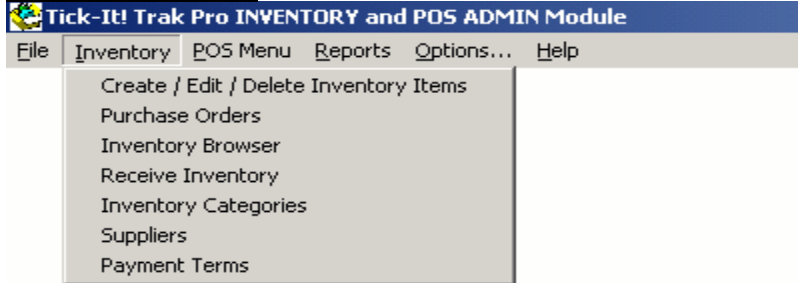 Tick-It! Trak Pro INVENTORY and POS ADMIN Module
File Inventory POS Menu Reports Options... Help
Create / Edit / Delete Inventory Items
Purchase Orders
Inventory Browser
Receive Inventory
Inventory Categories
Suppliers
Payment Terms